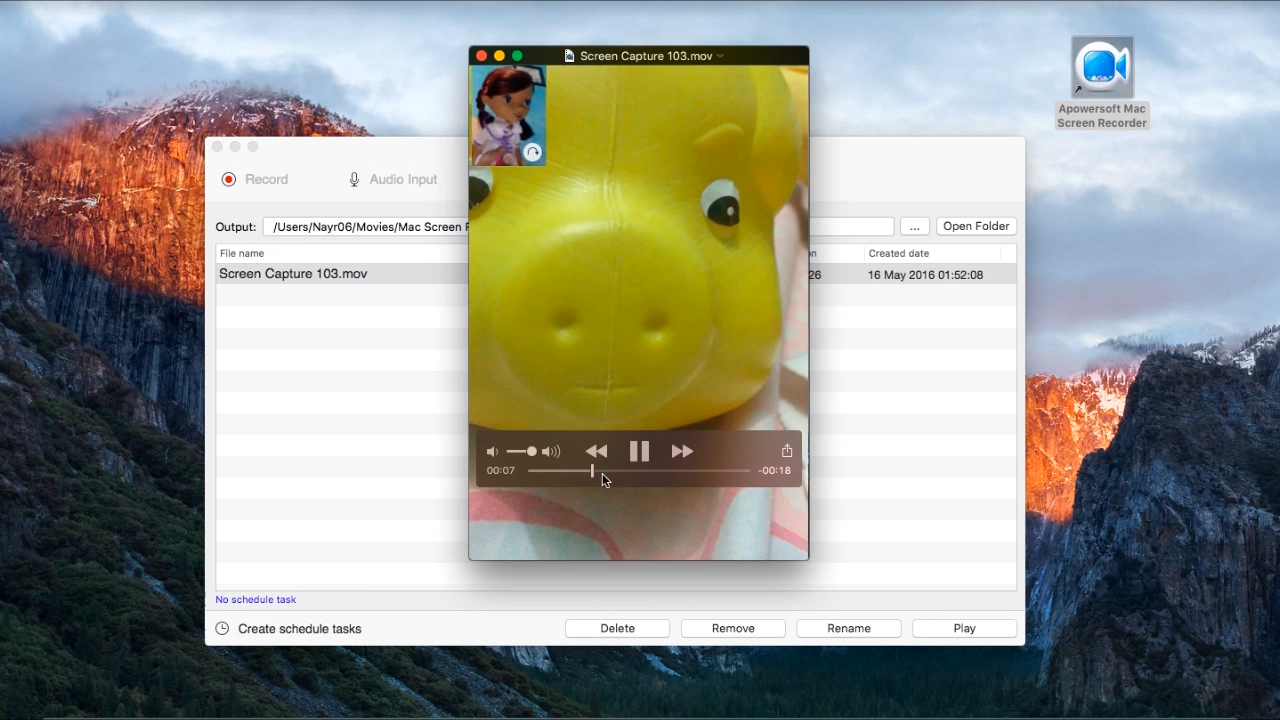 Screen Capture 103.mov
Apowersoft Mac
Screen Recorder
Record
Audio Input
Output: /Users/Nayr06/Movies/Mac Screen
... Open Folder
File name
Created date
Screen Capture 103.mov
26
16 May 2016 01:52:08
00:07
-00:18
No schedule task
Create schedule tasks
Delete
Remove
Rename
Play